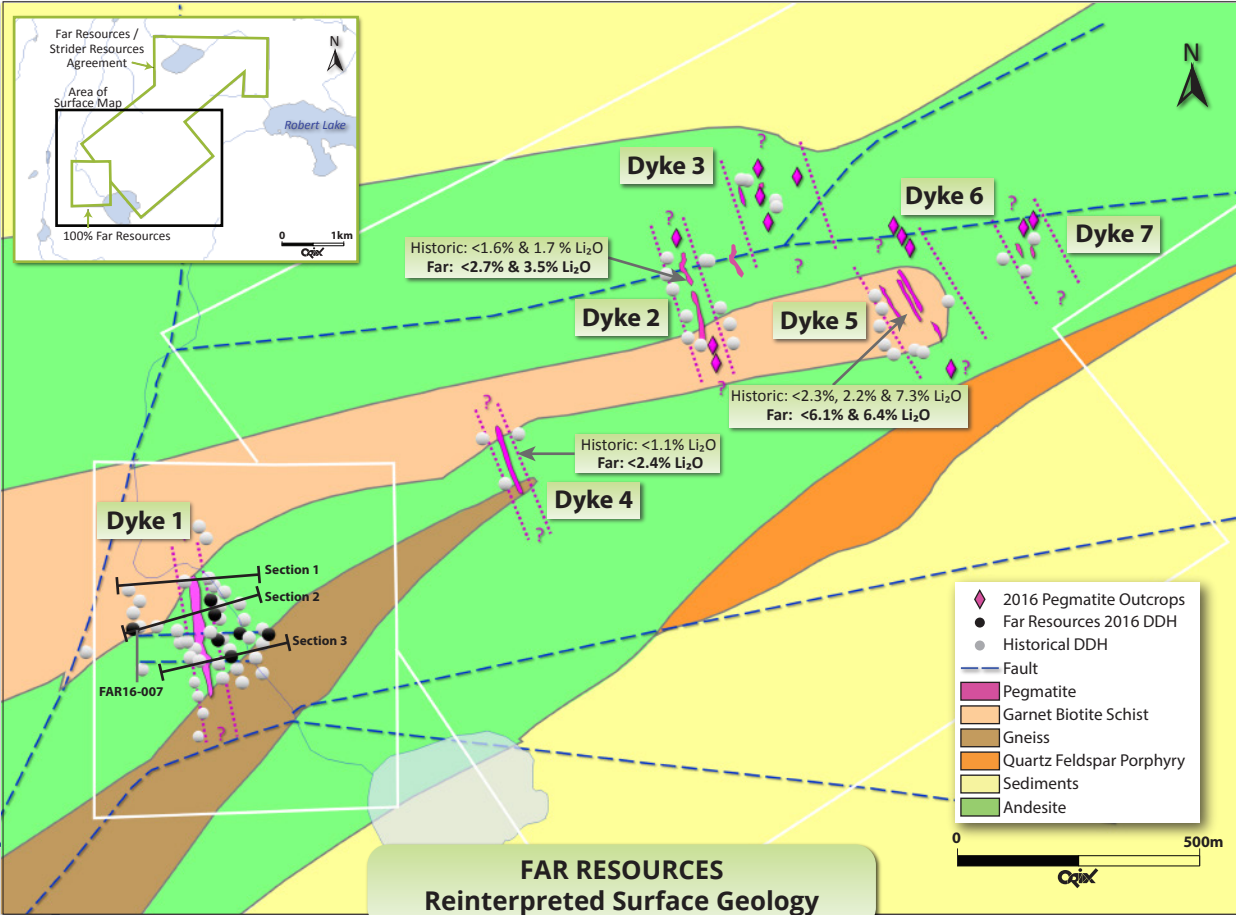 Far Resources /
Strider Resources
Agreement
N
Area of
Surface Map
Robert Lake
100% Far Resources
0 1km
Orix
N
Dyke 3
?
Dyke 6
?
Dyke 7
?
?
?
?
?
Historic: <1.6% & 1.7 % Li₂O
Far: <2.7% & 3.5% Li₂O
Dyke 2
Dyke 5
?
?
Historic: <2.3%, 2.2% & 7.3% Li₂O
Far: <6.1% & 6.4% Li₂O
?
Historic: <1.1% Li₂O
Far: <2.4% Li₂O
Dyke 4
?
Dyke 1
Section 1
Section 2
Section 3
FAR16-007
?
2016 Pegmatite Outcrops
Far Resources 2016 DDH
Historical DDH
Fault
Pegmatite
Garnet Biotite Schist
Gneiss
Quartz Feldspar Porphyry
Sediments
Andesite
0 500m
Orix
FAR RESOURCES
Reinterpreted Surface Geology